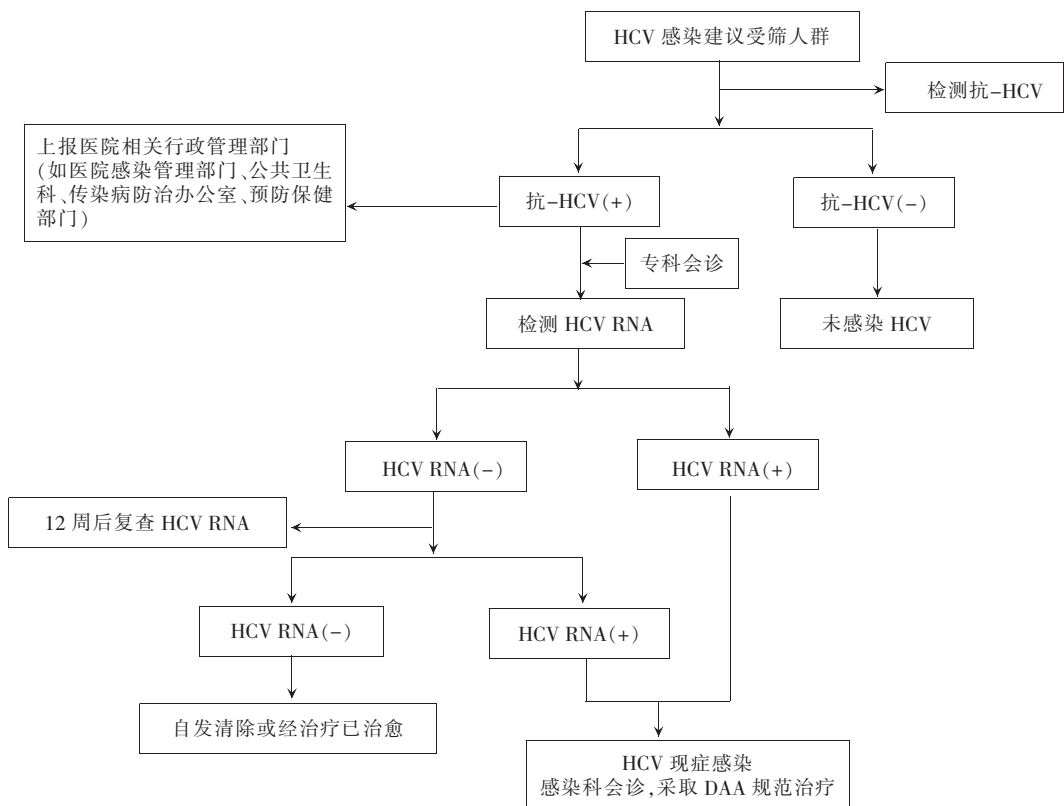 HCV 感染建议受筛人群
检测抗-HCV
上报医院相关行政管理部门
(如医院感染管理部门、公共卫生
科、传染病防治办公室、预防保健
部门)
抗-HCV(+)
抗-HCV(-)
专科会诊
检测 HCV RNA
未感染 HCV
HCV RNA(-)
HCV RNA(+)
12 周后复查 HCV RNA
HCV RNA(-)
HCV RNA(+)
自发清除或经治疗已治愈
HCV 现症感染
感染科会诊,采取 DAA 规范治疗